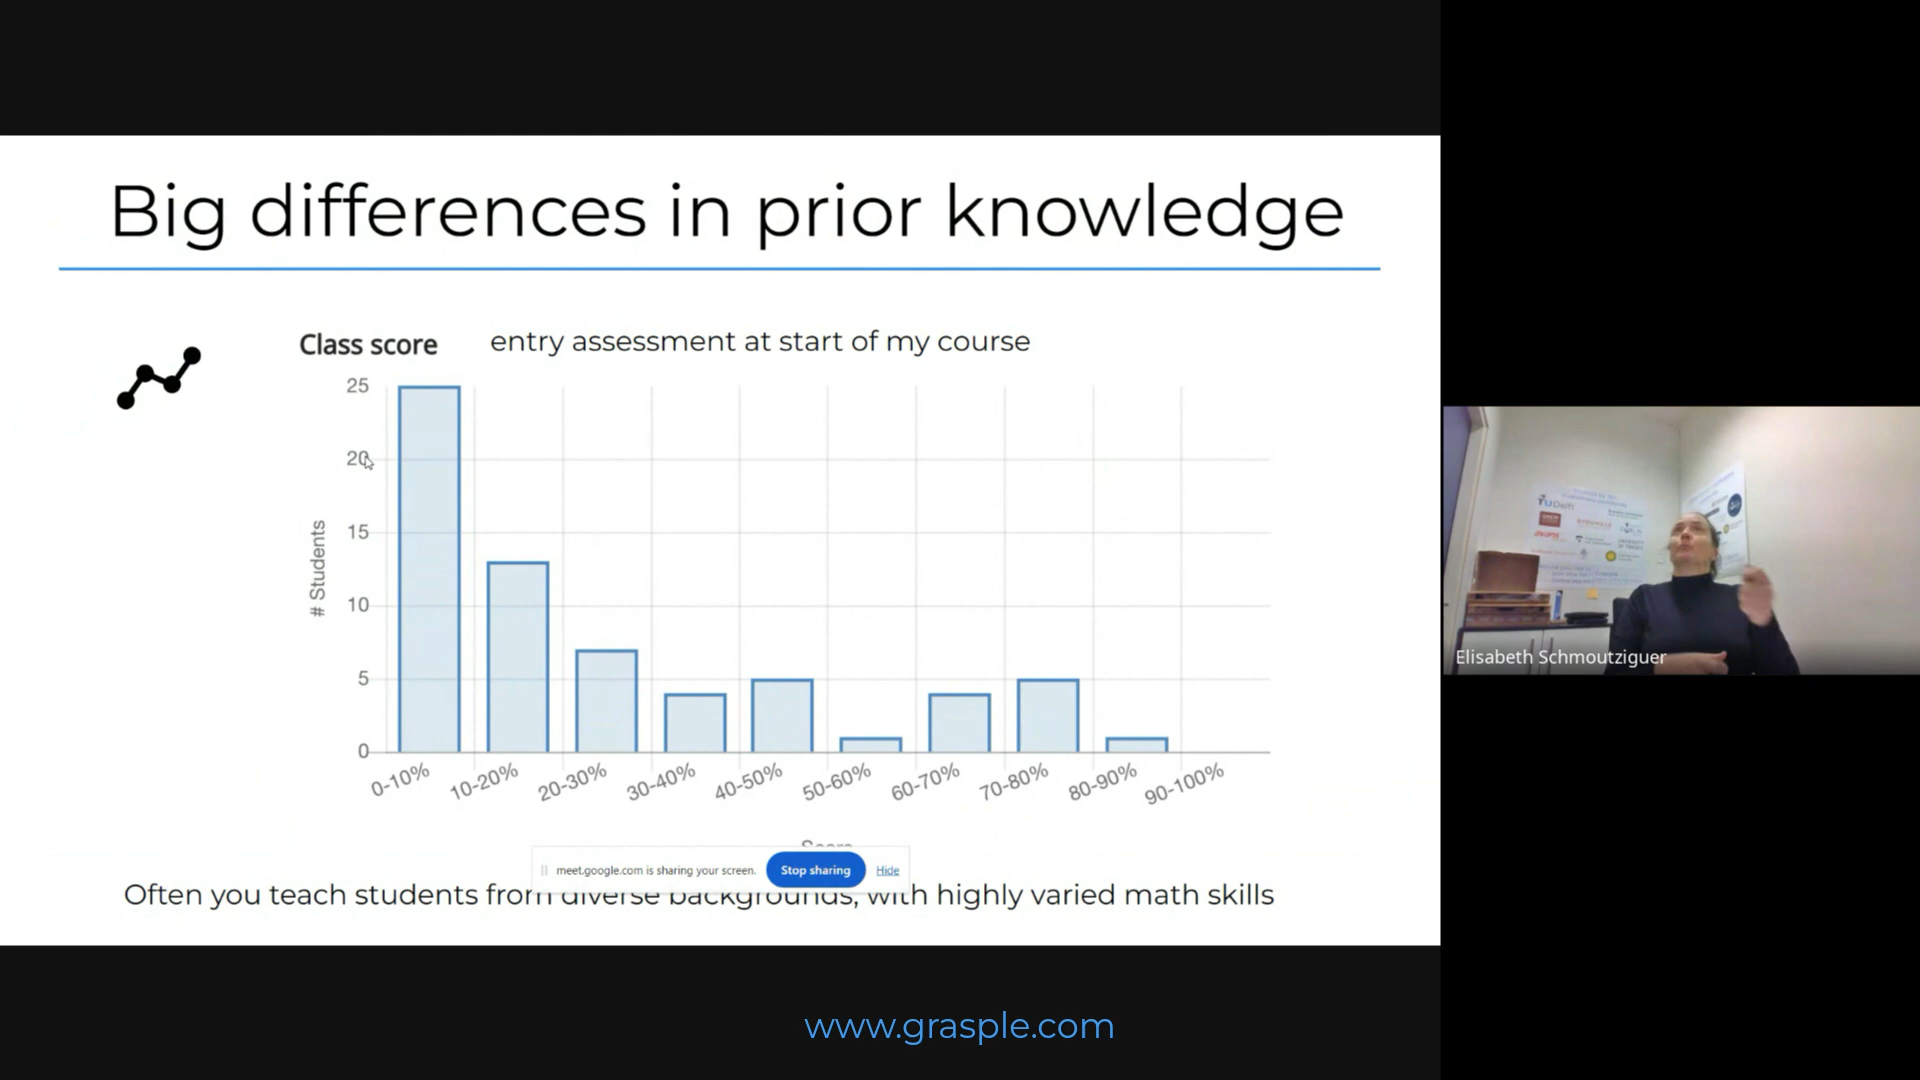 Big differences in prior knowledge
Class score
entry assessment at start of my course
25
20
15
10
5
0
# Students
0-10%
10-20%
20-30%
30-40%
40-50%
50-60%
60-70%
70-80%
80-90%
90-100%
meet.google.com is sharing your screen.
Stop sharing
Hide
Often you teach students from diverse backgrounds, with highly varied math skills
TU Delft
Elisabeth Schmoutziguer
www.grasple.com